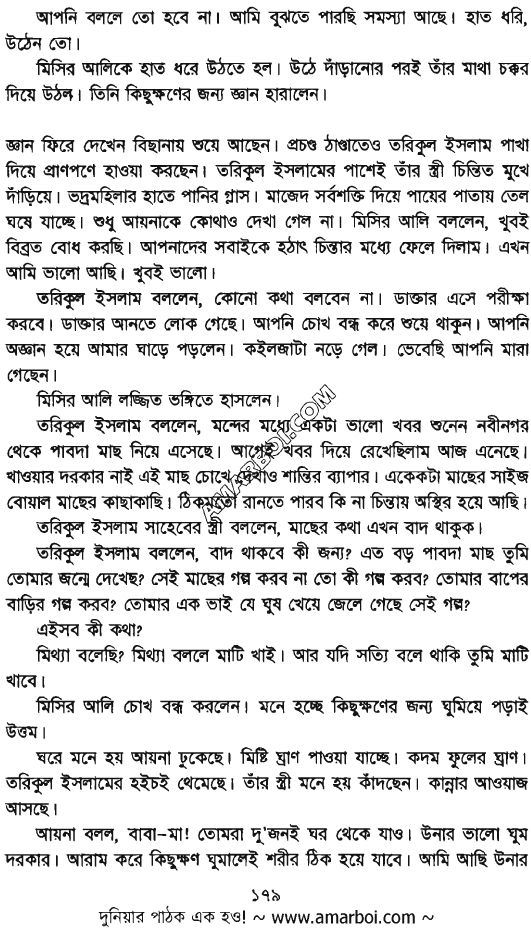 আপনি বললে তো হবে না। আমি বুঝতে পারছি সমস্যা আছে। হাত ধরি,
উঠেন তো।
মিসির আলিকে হাত ধরে উঠতে হল। উঠে দাঁড়ানোর পরই তাঁর মাথা চক্কর
দিয়ে উঠল। তিনি কিছুক্ষণের জন্য জ্ঞান হারালেন।
জ্ঞান ফিরে দেখেন বিছানায় শুয়ে আছেন। প্রচণ্ড ঠাণ্ডাতেও তরিকুল ইসলাম পাখা
দিয়ে প্রাণপণে হাওয়া করছেন। তরিকুল ইসলামের পাশেই তাঁর স্ত্রী চিন্তিত মুখে
দাঁড়িয়ে। ভদ্রমহিলার হাতে পানির গ্লাস। মাজেদ সর্বশক্তি দিয়ে পায়ের পাতায় তেল
ঘষে যাচ্ছে। শুধু আয়নাকে কোথাও দেখা গেল না। মিসির আলি বললেন, খুবই
বিব্রত বোধ করছি। আপনাদের সবাইকে হঠাৎ চিন্তার মধ্যে ফেলে দিলাম। এখন
আমি ভালো আছি। খুবই ভালো।
তরিকুল ইসলাম বললেন, কোনো কথা বলবেন না। ডাক্তার এসে পরীক্ষা
করবে। ডাক্তার আনতে লোক গেছে। আপনি চোখ বন্ধ করে শুয়ে থাকুন। আপনি
অজ্ঞান হয়ে আমার ঘাড়ে পড়লেন। কইলজাটা নড়ে গেল। ভেবেছি আপনি মারা
গেছেন।
মিসির আলি লজ্জিত ভঙ্গিতে হাসলেন।
তরিকুল ইসলাম বললেন, মন্দের মধ্যে একটা ভালো খবর শুনেন নবীনগর
থেকে পাবদা মাছ নিয়ে এসেছে। আগেই খবর দিয়ে রেখেছিলাম আজ এনেছে।
খাওয়ার দরকার নাই এই মাছ চোখে দেখাও শান্তির ব্যাপার। একেকটা মাছের সাইজ
বোয়াল মাছের কাছাকাছি। ঠিকমতো রানতে পারব কি না চিন্তায় অস্থির হয়ে আছি।
তরিকুল ইসলাম সাহেবের স্ত্রী বললেন, মাছের কথা এখন বাদ থাকুক।
তরিকুল ইসলাম বললেন, বাদ থাকবে কী জন্য? এত বড় পাবদা মাছ তুমি
তোমার জন্মে দেখেছ? সেই মাছের গল্প করব না তো কী গল্প করব? তোমার বাপের
বাড়ির গল্প করব? তোমার এক ভাই যে ঘুষ খেয়ে জেলে গেছে সেই গল্প?
এইসব কী কথা?
মিথ্যা বলেছি? মিথ্যা বললে মাটি খাই। আর যদি সত্যি বলে থাকি তুমি মাটি
খাবে।
মিসির আলি চোখ বন্ধ করলেন। মনে হচ্ছে কিছুক্ষণের জন্য ঘুমিয়ে পড়াই
উত্তম।
ঘরে মনে হয় আয়না ঢুকেছে। মিষ্টি ঘ্রাণ পাওয়া যাচ্ছে। কদম ফুলের ঘ্রাণ।
তরিকুল ইসলামের হইচই থেমেছে। তাঁর স্ত্রী মনে হয় কাঁদছেন। কান্নার আওয়াজ
আসছে।
আয়না বলল, বাবা-মা! তোমরা দু'জনই ঘর থেকে যাও। উনার ভালো ঘুম
দরকার। আরাম করে কিছুক্ষণ ঘুমালেই শরীর ঠিক হয়ে যাবে। আমি আছি উনার
১৭৯
দুনিয়ার পাঠক এক হও! ~ www.amarboi.com ~
AMARBOI.COM